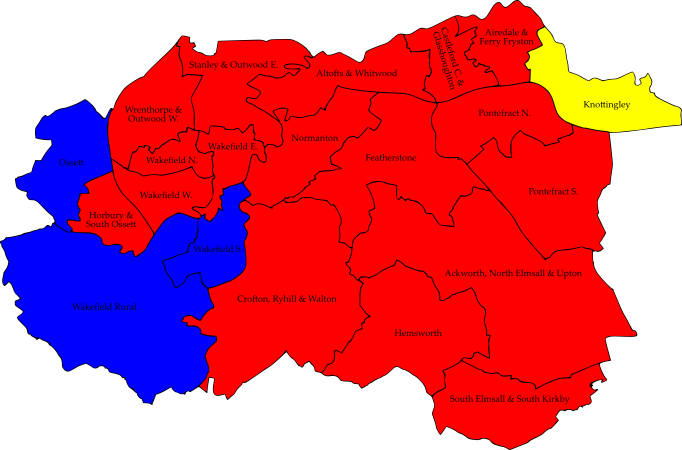 Airedale &
Ferry Fryston
Castleford C. &
Glasshoughton
Stanley & Outwood E.
Altofts & Whitwood
Knottingley
Wrenthorpe &
Outwood W.
Pontefract N.
Normanton
Wakefield E.
Featherstone
Ossett
Wakefield N.
Wakefield W.
Pontefract S.
Horbury &
South Ossett
Wakefield S.
Ackworth, North Elmsall & Upton
Crofton, Ryhill & Walton
Wakefield Rural
Hemsworth
South Elmsall & South Kirkby